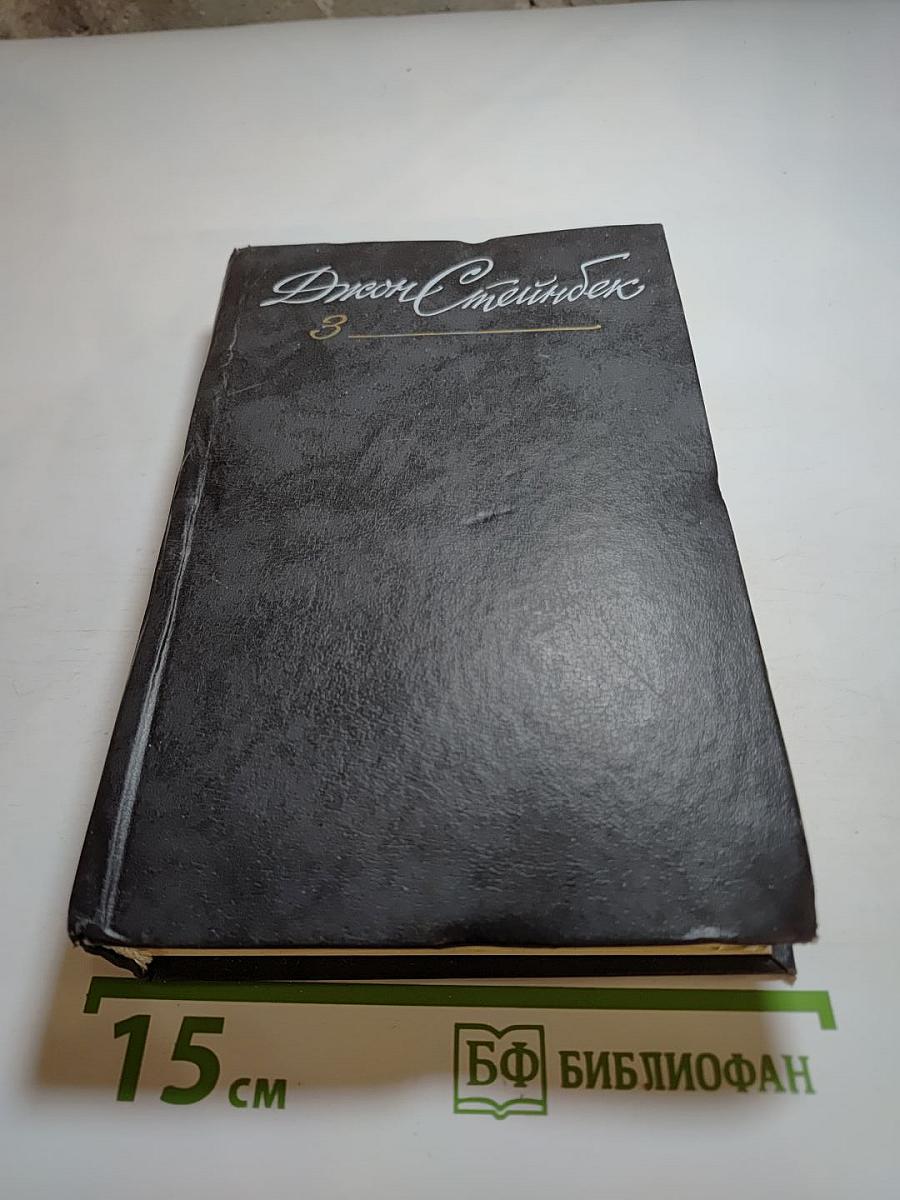 Джон Стейнбек
3
15 см
БФ БИБЛИОФАН